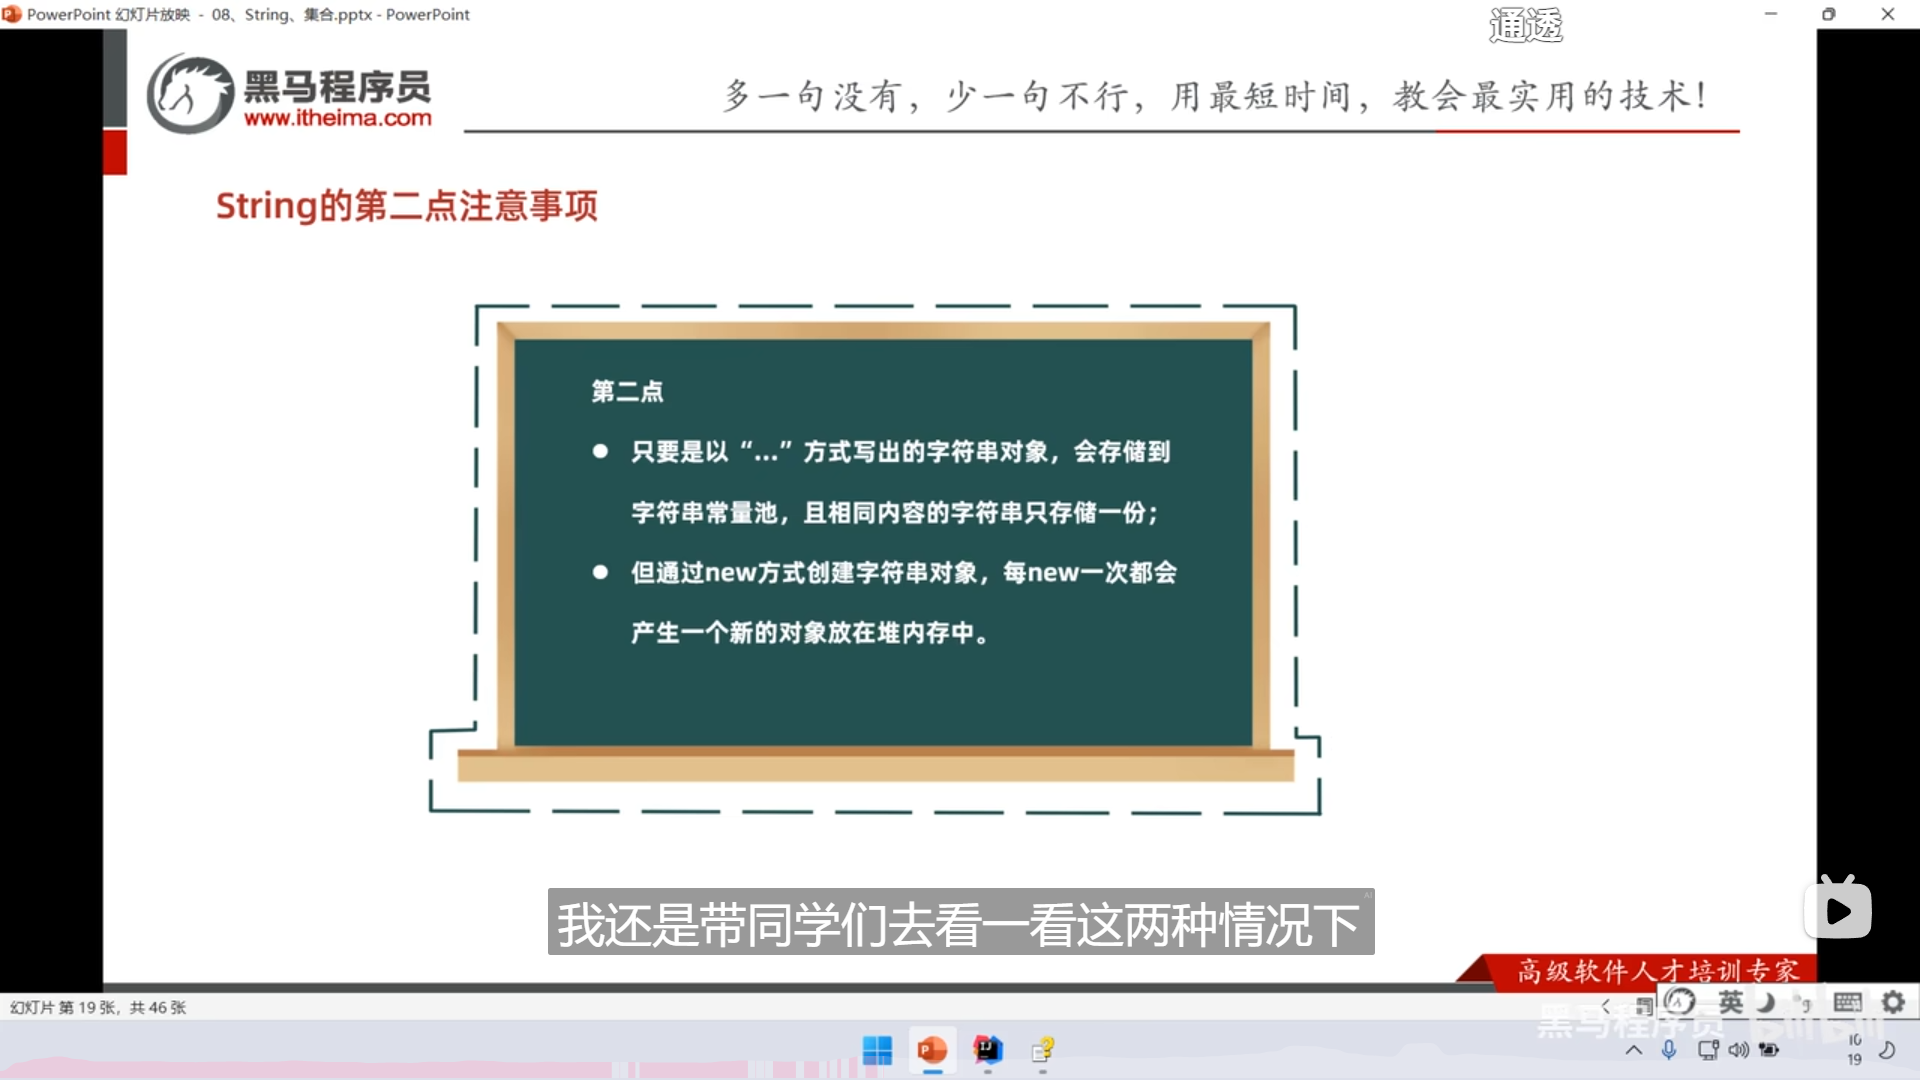 PowerPoint 幻灯片放映 - 08、String、集合.pptx - PowerPoint
通透
黑马程序员
www.itheima.com
多一句没有，少一句不行，用最短时间，教会最实用的技术！
String的第二点注意事项
第二点
只要是以“...”方式写出的字符串对象，会存储到
字符串常量池，且相同内容的字符串只存储一份；
但通过new方式创建字符串对象，每new一次都会
产生一个新的对象放在堆内存中。
我还是带同学们去看一看这两种情况下
AI
高级软件人才培训专家
幻灯片 第 19 张，共 46 张
英
黑马程序员 bilibili
10
19